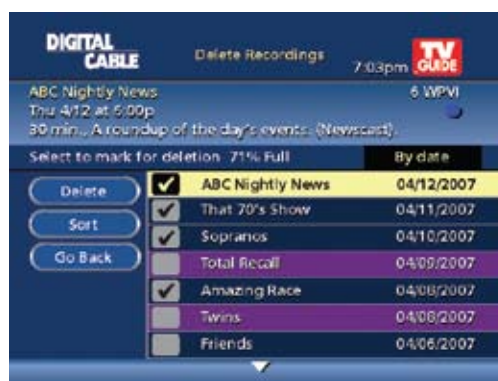 DIGITAL
CABLE
Delete Recordings
7:03pm
TV
GUIDE
ABC Nightly News
6 WPVI
Thu 4/12 at 6:00p
30 min., A roundup of the day's events. (Newscast).
Select to mark for deletion 71% Full
By date
Delete
Sort
Go Back
ABC Nightly News 04/12/2007
That 70's Show 04/11/2007
Sopranos 04/10/2007
Total Recall 04/09/2007
Amazing Race 04/08/2007
Twins 04/08/2007
Friends 04/06/2007